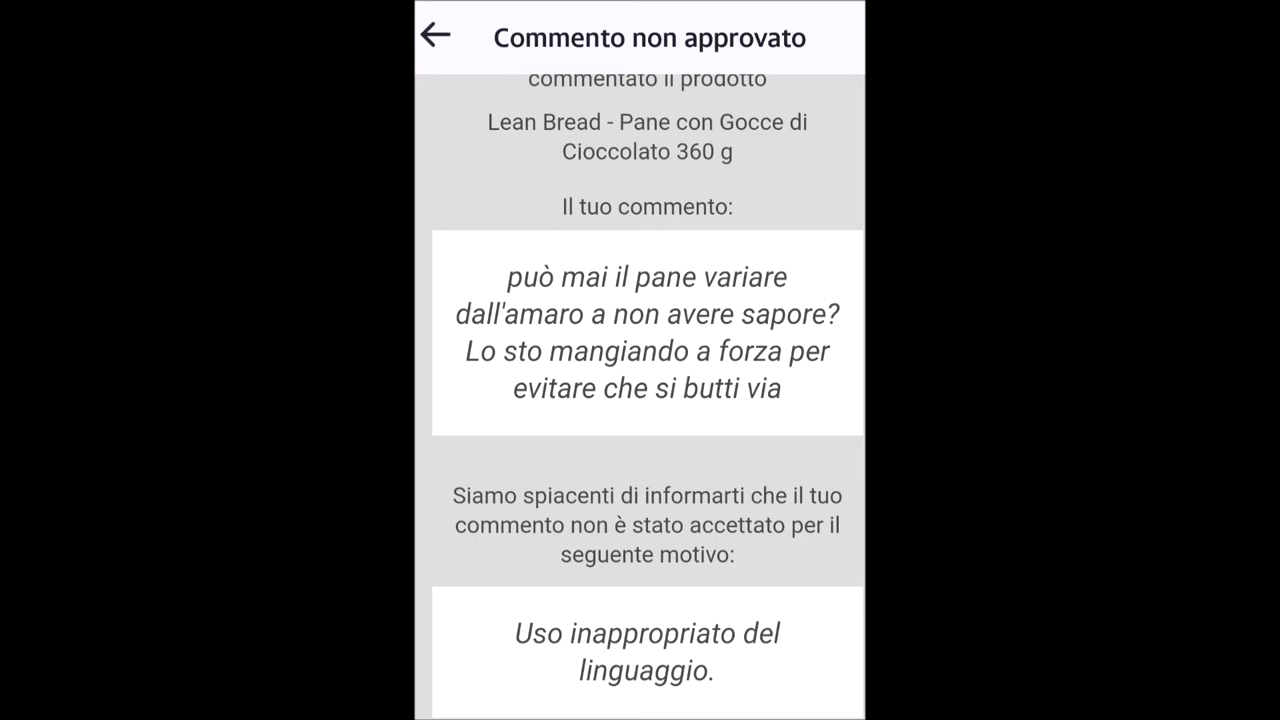 Commento non approvato
commentato il prodotto
Lean Bread - Pane con Gocce di
Cioccolato 360 g
Il tuo commento:
può mai il pane variare
dall'amaro a non avere sapore?
Lo sto mangiando a forza per
evitare che si butti via
Siamo spiacenti di informarti che il tuo
commento non è stato accettato per il
seguente motivo:
Uso inappropriato del
linguaggio.